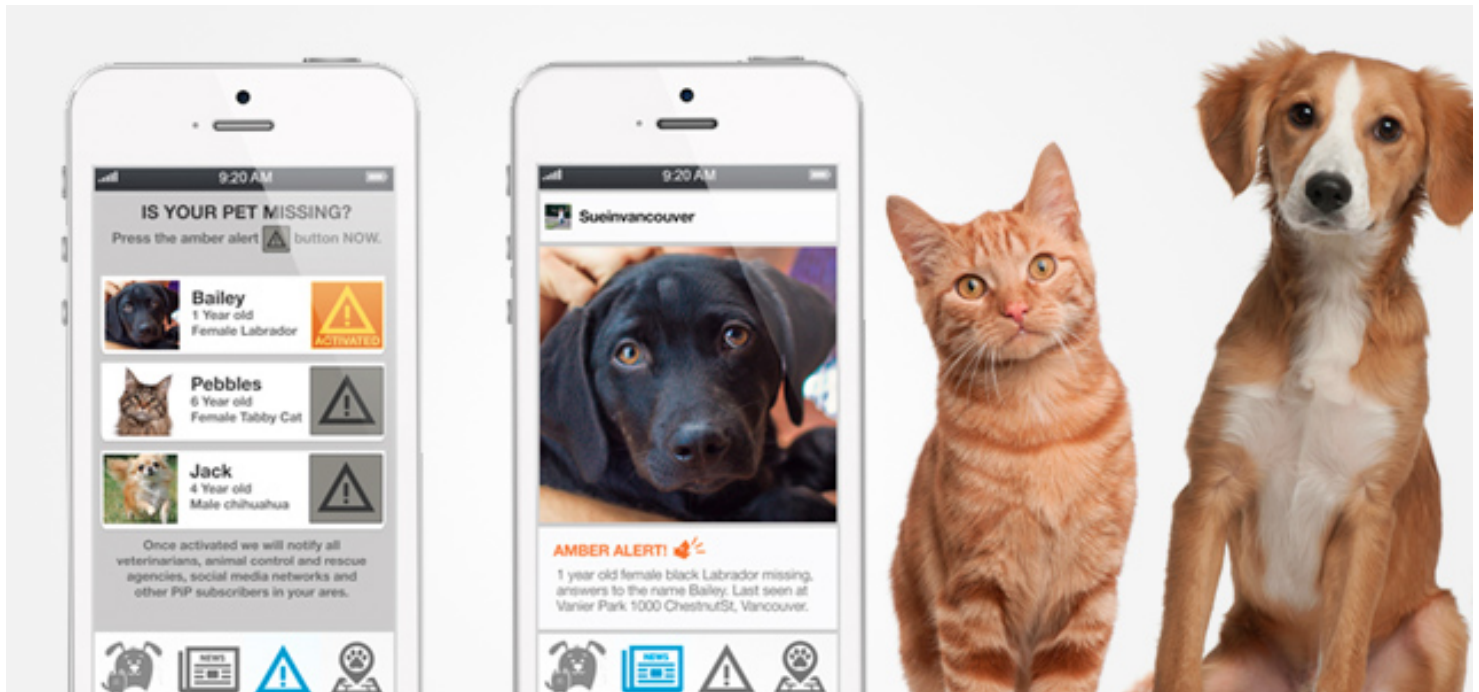 9:20 AM
IS YOUR PET MISSING?
Press the amber alert button NOW.
Bailey
1 Year old
Female Labrador
ACTIVATED
Pebbles
6 Year old
Female Tabby Cat
Jack
4 Year old
Male chihuahua
Once activated we will notify all
veterinarians, animal control and rescue
agencies, social media networks and
other PIP subscribers in your ares.
NEWS
9:20 AM
Sueinvancouver
AMBER ALERT!
1 year old female black Labrador missing,
answers to the name Bailey. Last seen at
Vanier Park 1000 ChestnutSt, Vancouver.
NEWS